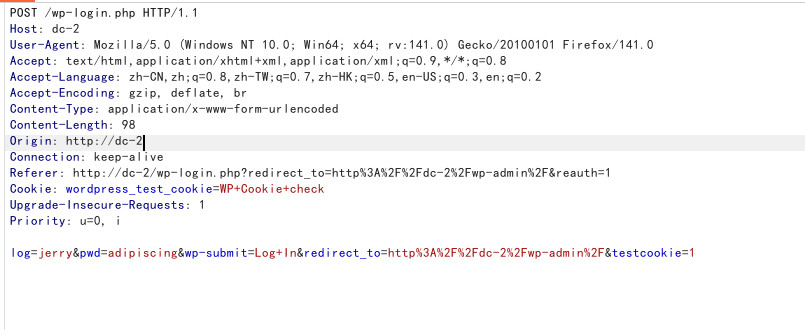 POST /wp-login.php HTTP/1.1
Host: dc-2
User-Agent: Mozilla/5.0 (Windows NT 10.0; Win64; x64; rv:141.0) Gecko/20100101 Firefox/141.0
Accept: text/html,application/xhtml+xml,application/xml;q=0.9,*/*;q=0.8
Accept-Language: zh-CN,zh;q=0.8,zh-TW;q=0.7,zh-HK;q=0.5,en-US;q=0.3,en;q=0.2
Accept-Encoding: gzip, deflate, br
Content-Type: application/x-www-form-urlencoded
Content-Length: 98
Origin: http://dc-2
Connection: keep-alive
Referer: http://dc-2/wp-login.php?redirect_to=http%3A%2F%2Fdc-2%2Fwp-admin%2F&reauth=1
Cookie: wordpress_test_cookie=WP+Cookie+check
Upgrade-Insecure-Requests: 1
Priority: u=0, i
log=jerry&pwd=adipiscing&wp-submit=Log+In&redirect_to=http%3A%2F%2Fdc-2%2Fwp-admin%2F&testcookie=1